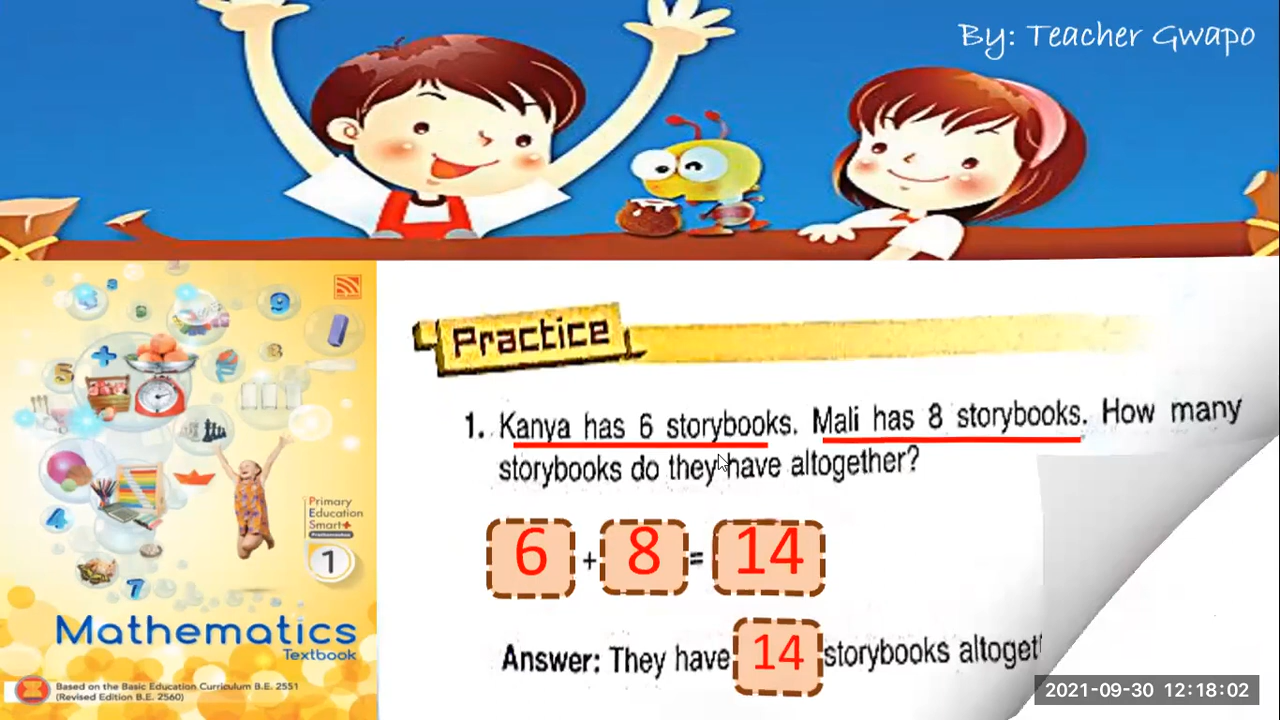 By: Teacher Gwapo
Practice
1. Kanya has 6 storybooks. Mali has 8 storybooks. How many
storybooks do they have altogether?
6 + 8 = 14
Answer: They have 14 storybooks altoget
Primary
Education
Smart+
1
Mathematics
Textbook
Based on the Basic Education Curriculum B.E. 2551
(Revised Edition B.E. 2560)
2021-09-30 12:18:02